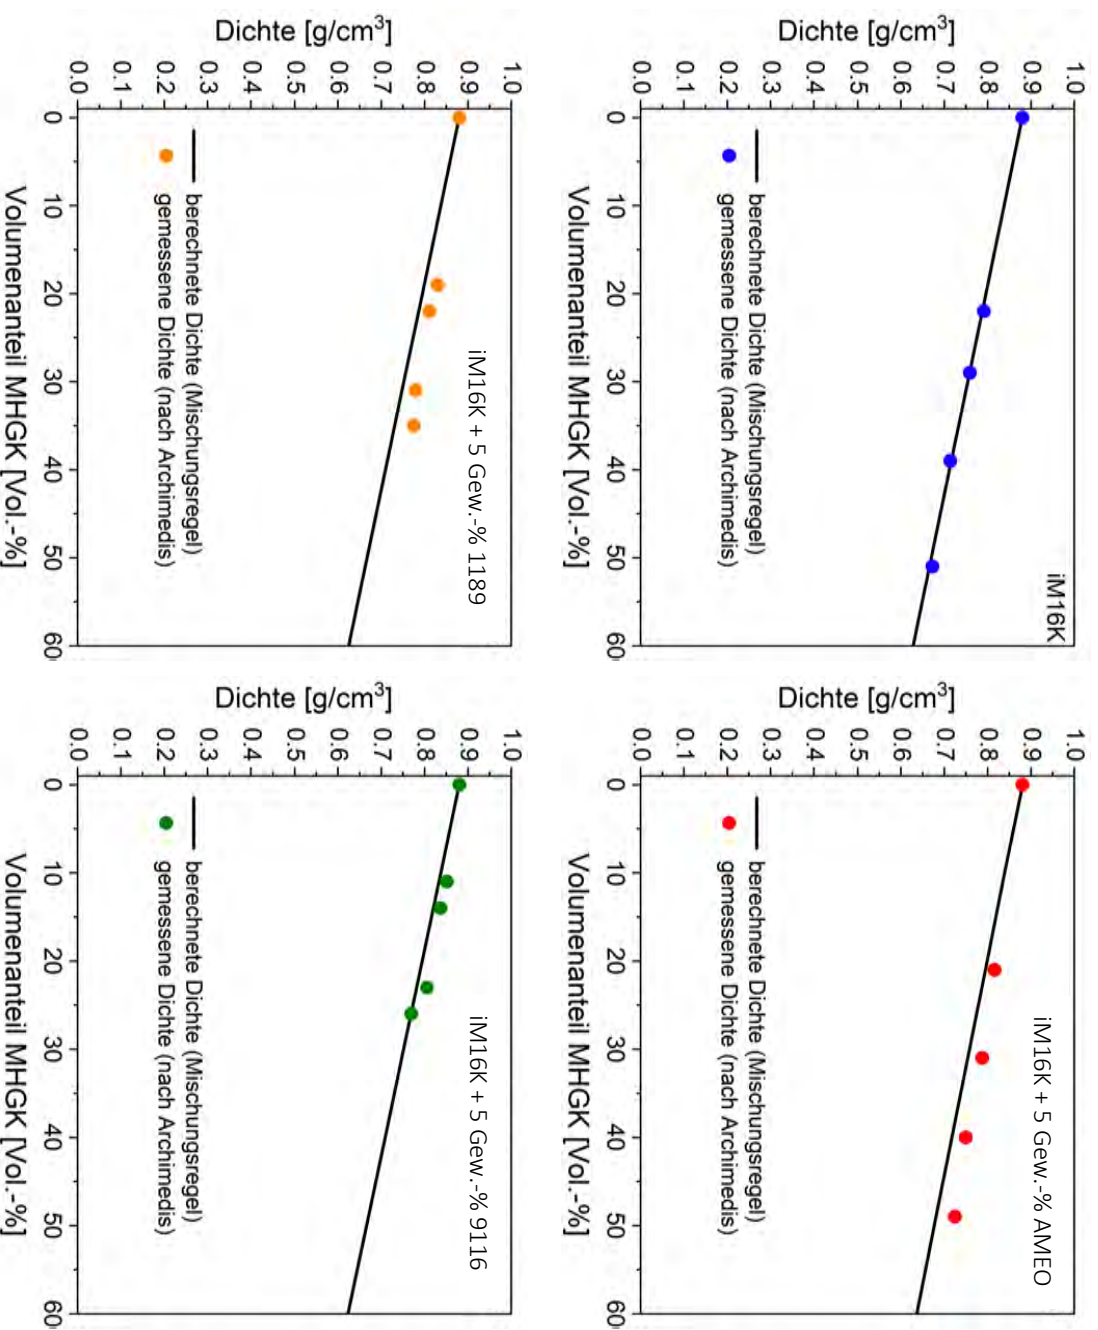 iM16K
Dichte [g/cm³]
1.0
0.9
0.8
0.7
0.6
0.5
0.4
0.3
0.2
0.1
0.0
berechnete Dichte (Mischungsregel)
gemessene Dichte (nach Archimedis)
0 10 20 30 40 50 60
Volumenanteil MHGK [Vol.-%]
iM16K + 5 Gew.-% AMEO
Dichte [g/cm³]
1.0
0.9
0.8
0.7
0.6
0.5
0.4
0.3
0.2
0.1
0.0
berechnete Dichte (Mischungsregel)
gemessene Dichte (nach Archimedis)
0 10 20 30 40 50 60
Volumenanteil MHGK [Vol.-%]
iM16K + 5 Gew.-% 1189
Dichte [g/cm³]
1.0
0.9
0.8
0.7
0.6
0.5
0.4
0.3
0.2
0.1
0.0
berechnete Dichte (Mischungsregel)
gemessene Dichte (nach Archimedis)
0 10 20 30 40 50 60
Volumenanteil MHGK [Vol.-%]
iM16K + 5 Gew.-% 9116
Dichte [g/cm³]
1.0
0.9
0.8
0.7
0.6
0.5
0.4
0.3
0.2
0.1
0.0
berechnete Dichte (Mischungsregel)
gemessene Dichte (nach Archimedis)
0 10 20 30 40 50 60
Volumenanteil MHGK [Vol.-%]